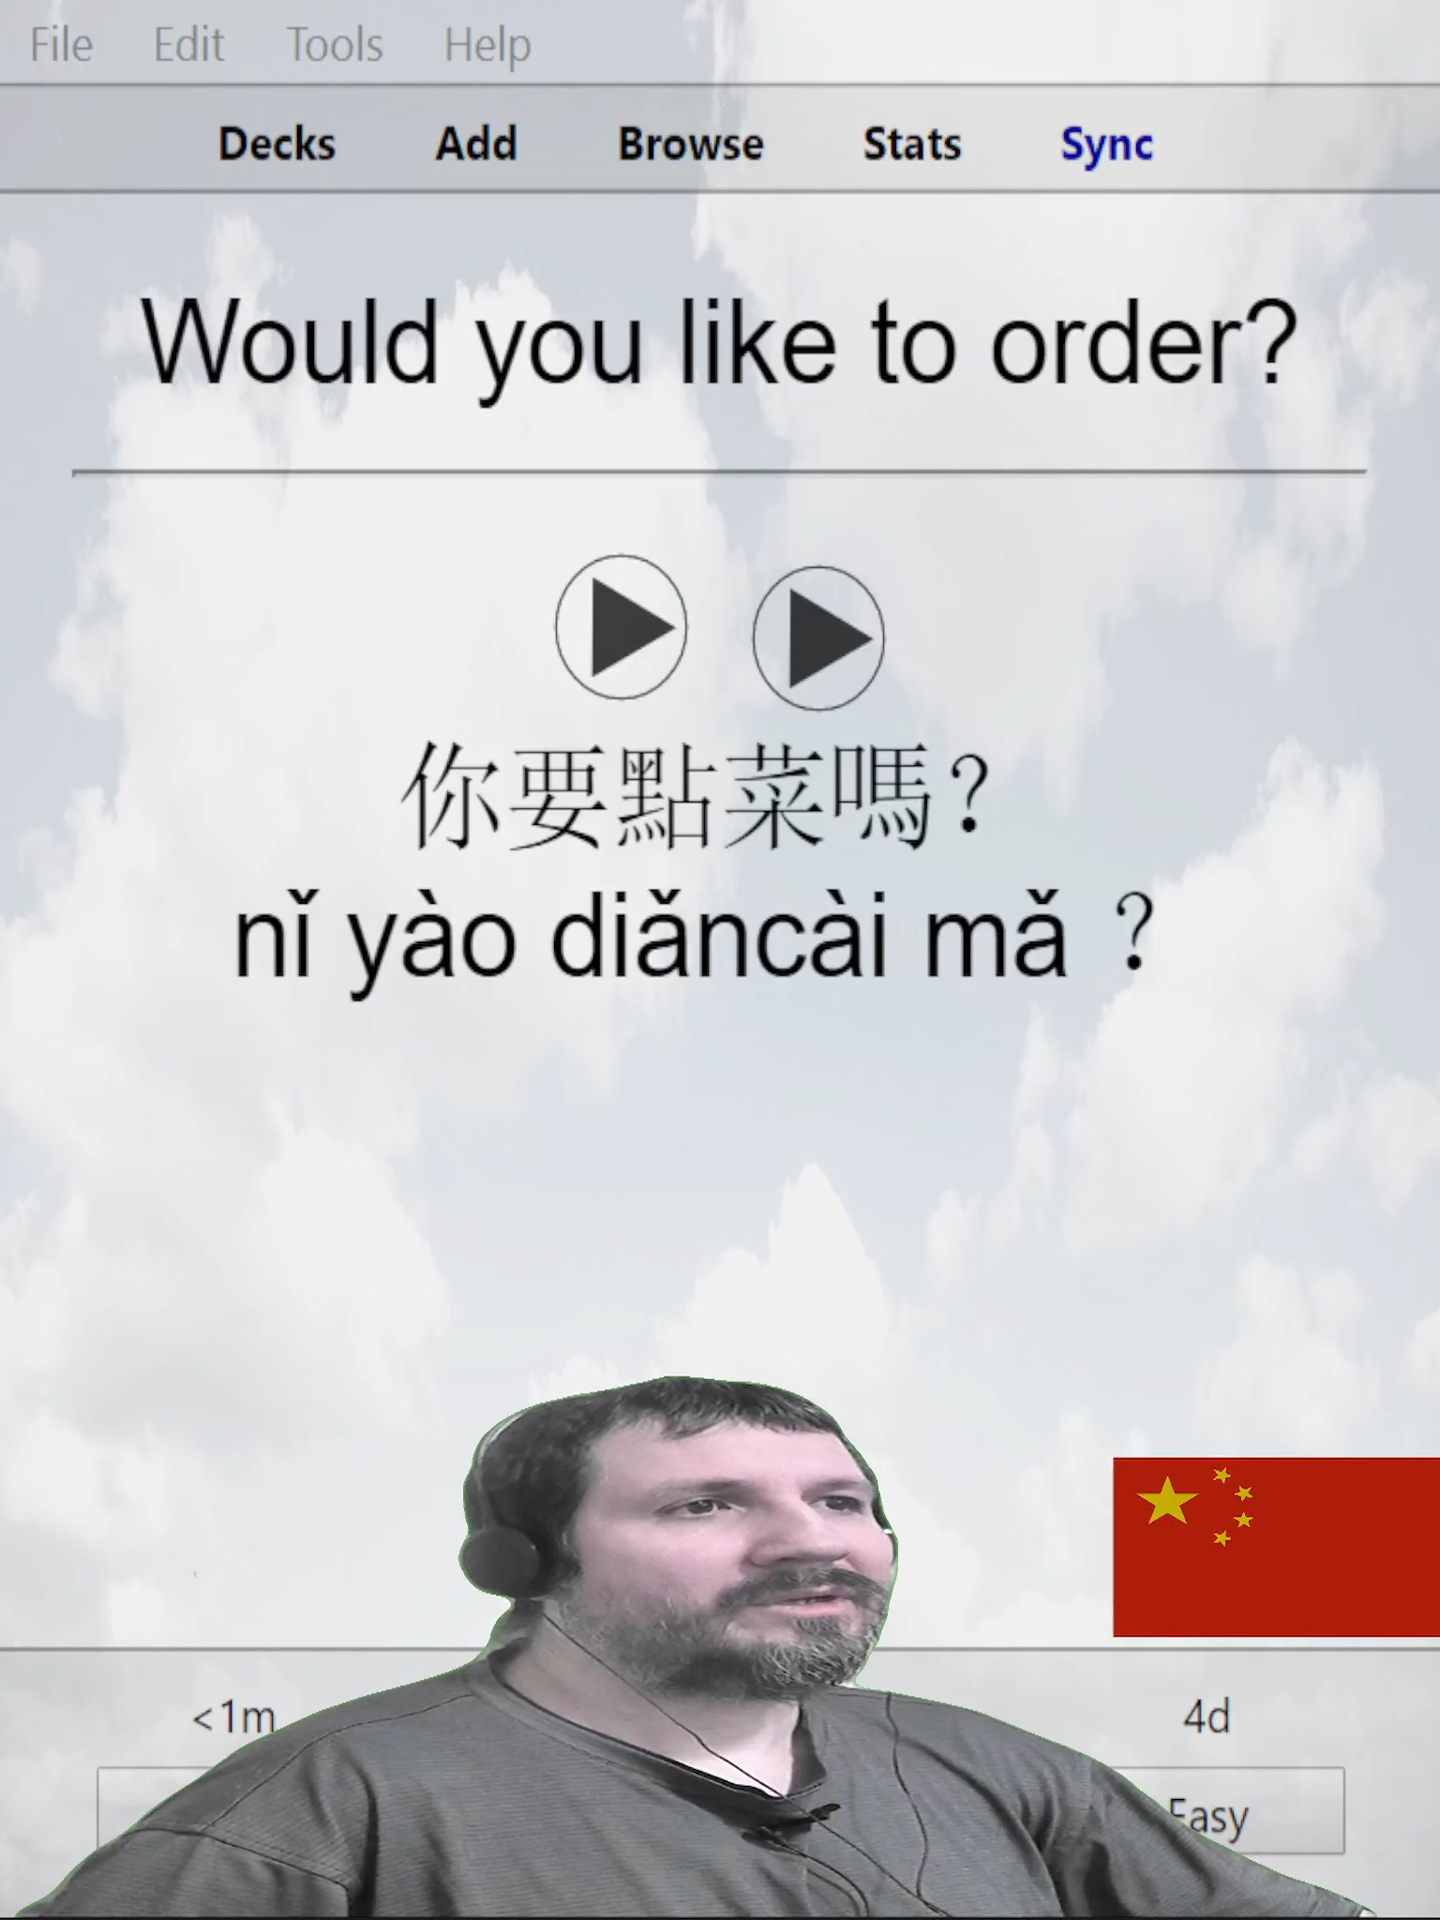 File Edit Tools Help
Decks Add Browse Stats Sync
Would you like to order?
你要點菜嗎?
nǐ yào diǎncài mǎ ?
<1m 4d
Easy